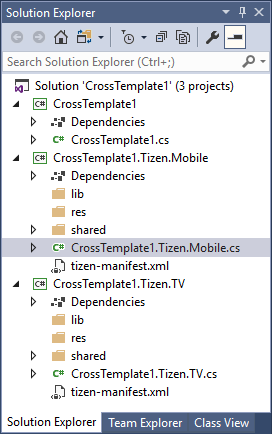 Solution Explorer
Search Solution Explorer (Ctrl+;)
Solution 'CrossTemplate1' (3 projects)
C# CrossTemplate1
Dependencies
C# CrossTemplate1.cs
C# CrossTemplate1.Tizen.Mobile
Dependencies
lib
res
shared
C# CrossTemplate1.Tizen.Mobile.cs
tizen-manifest.xml
C# CrossTemplate1.Tizen.TV
Dependencies
lib
res
shared
C# CrossTemplate1.Tizen.TV.cs
tizen-manifest.xml
Solution Explorer Team Explorer Class View